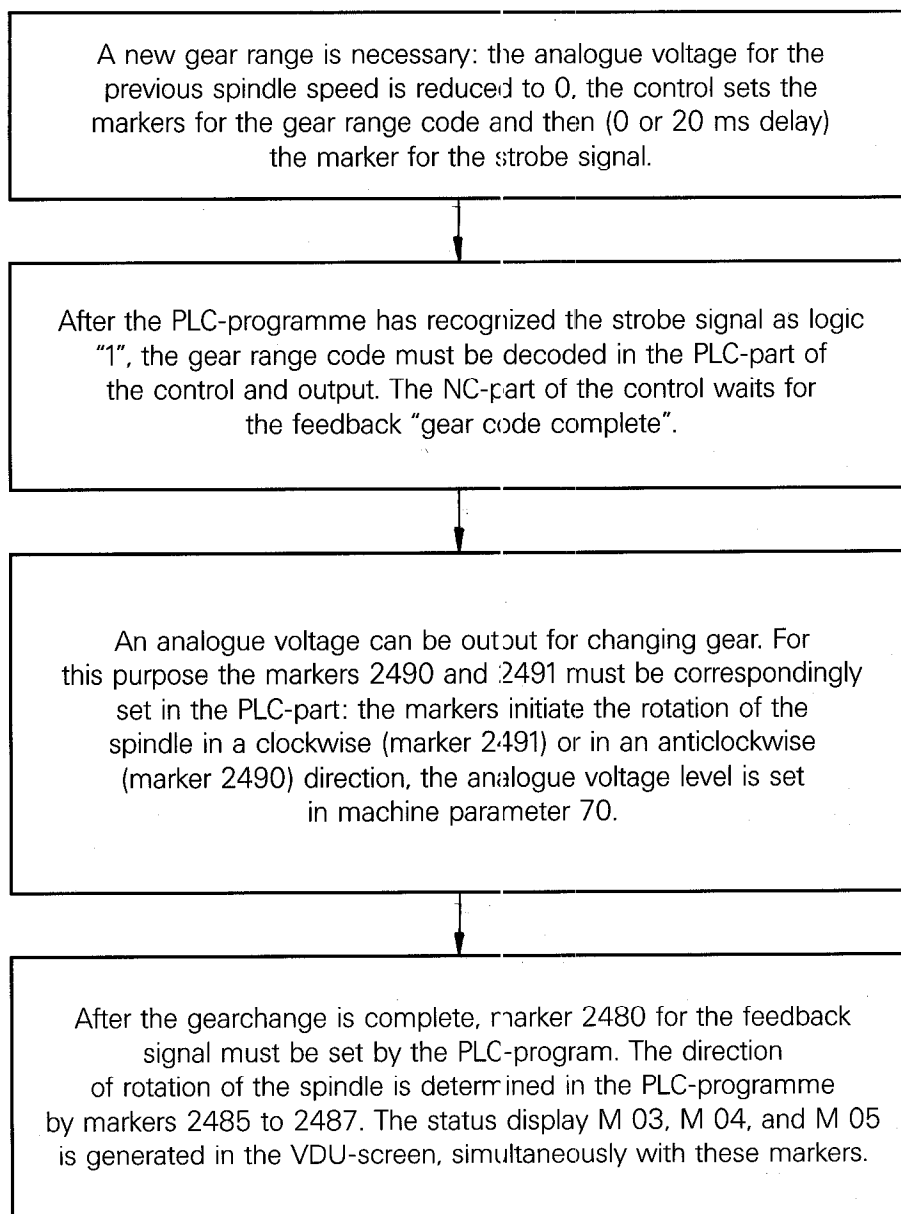 A new gear range is necessary: the analogue voltage for the
previous spindle speed is reduced to 0, the control sets the
markers for the gear range code and then (0 or 20 ms delay)
the marker for the strobe signal.
After the PLC-programme has recognized the strobe signal as logic
"1", the gear range code must be decoded in the PLC-part of
the control and output. The NC-part of the control waits for
the feedback "gear code complete".
An analogue voltage can be output for changing gear. For
this purpose the markers 2490 and 2491 must be correspondingly
set in the PLC-part: the markers initiate the rotation of the
spindle in a clockwise (marker 2491) or in an anticlockwise
(marker 2490) direction, the analogue voltage level is set
in machine parameter 70.
After the gearchange is complete, marker 2480 for the feedback
signal must be set by the PLC-program. The direction
of rotation of the spindle is determined in the PLC-programme
by markers 2485 to 2487. The status display M 03, M 04, and M 05
is generated in the VDU-screen, simultaneously with these markers.